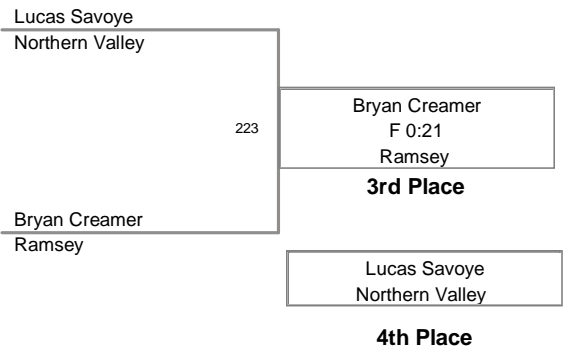 Lucas Savoye
Northern Valley
223
Bryan Creamer
F 0:21
Ramsey
3rd Place
Bryan Creamer
Ramsey
Lucas Savoye
Northern Valley
4th Place